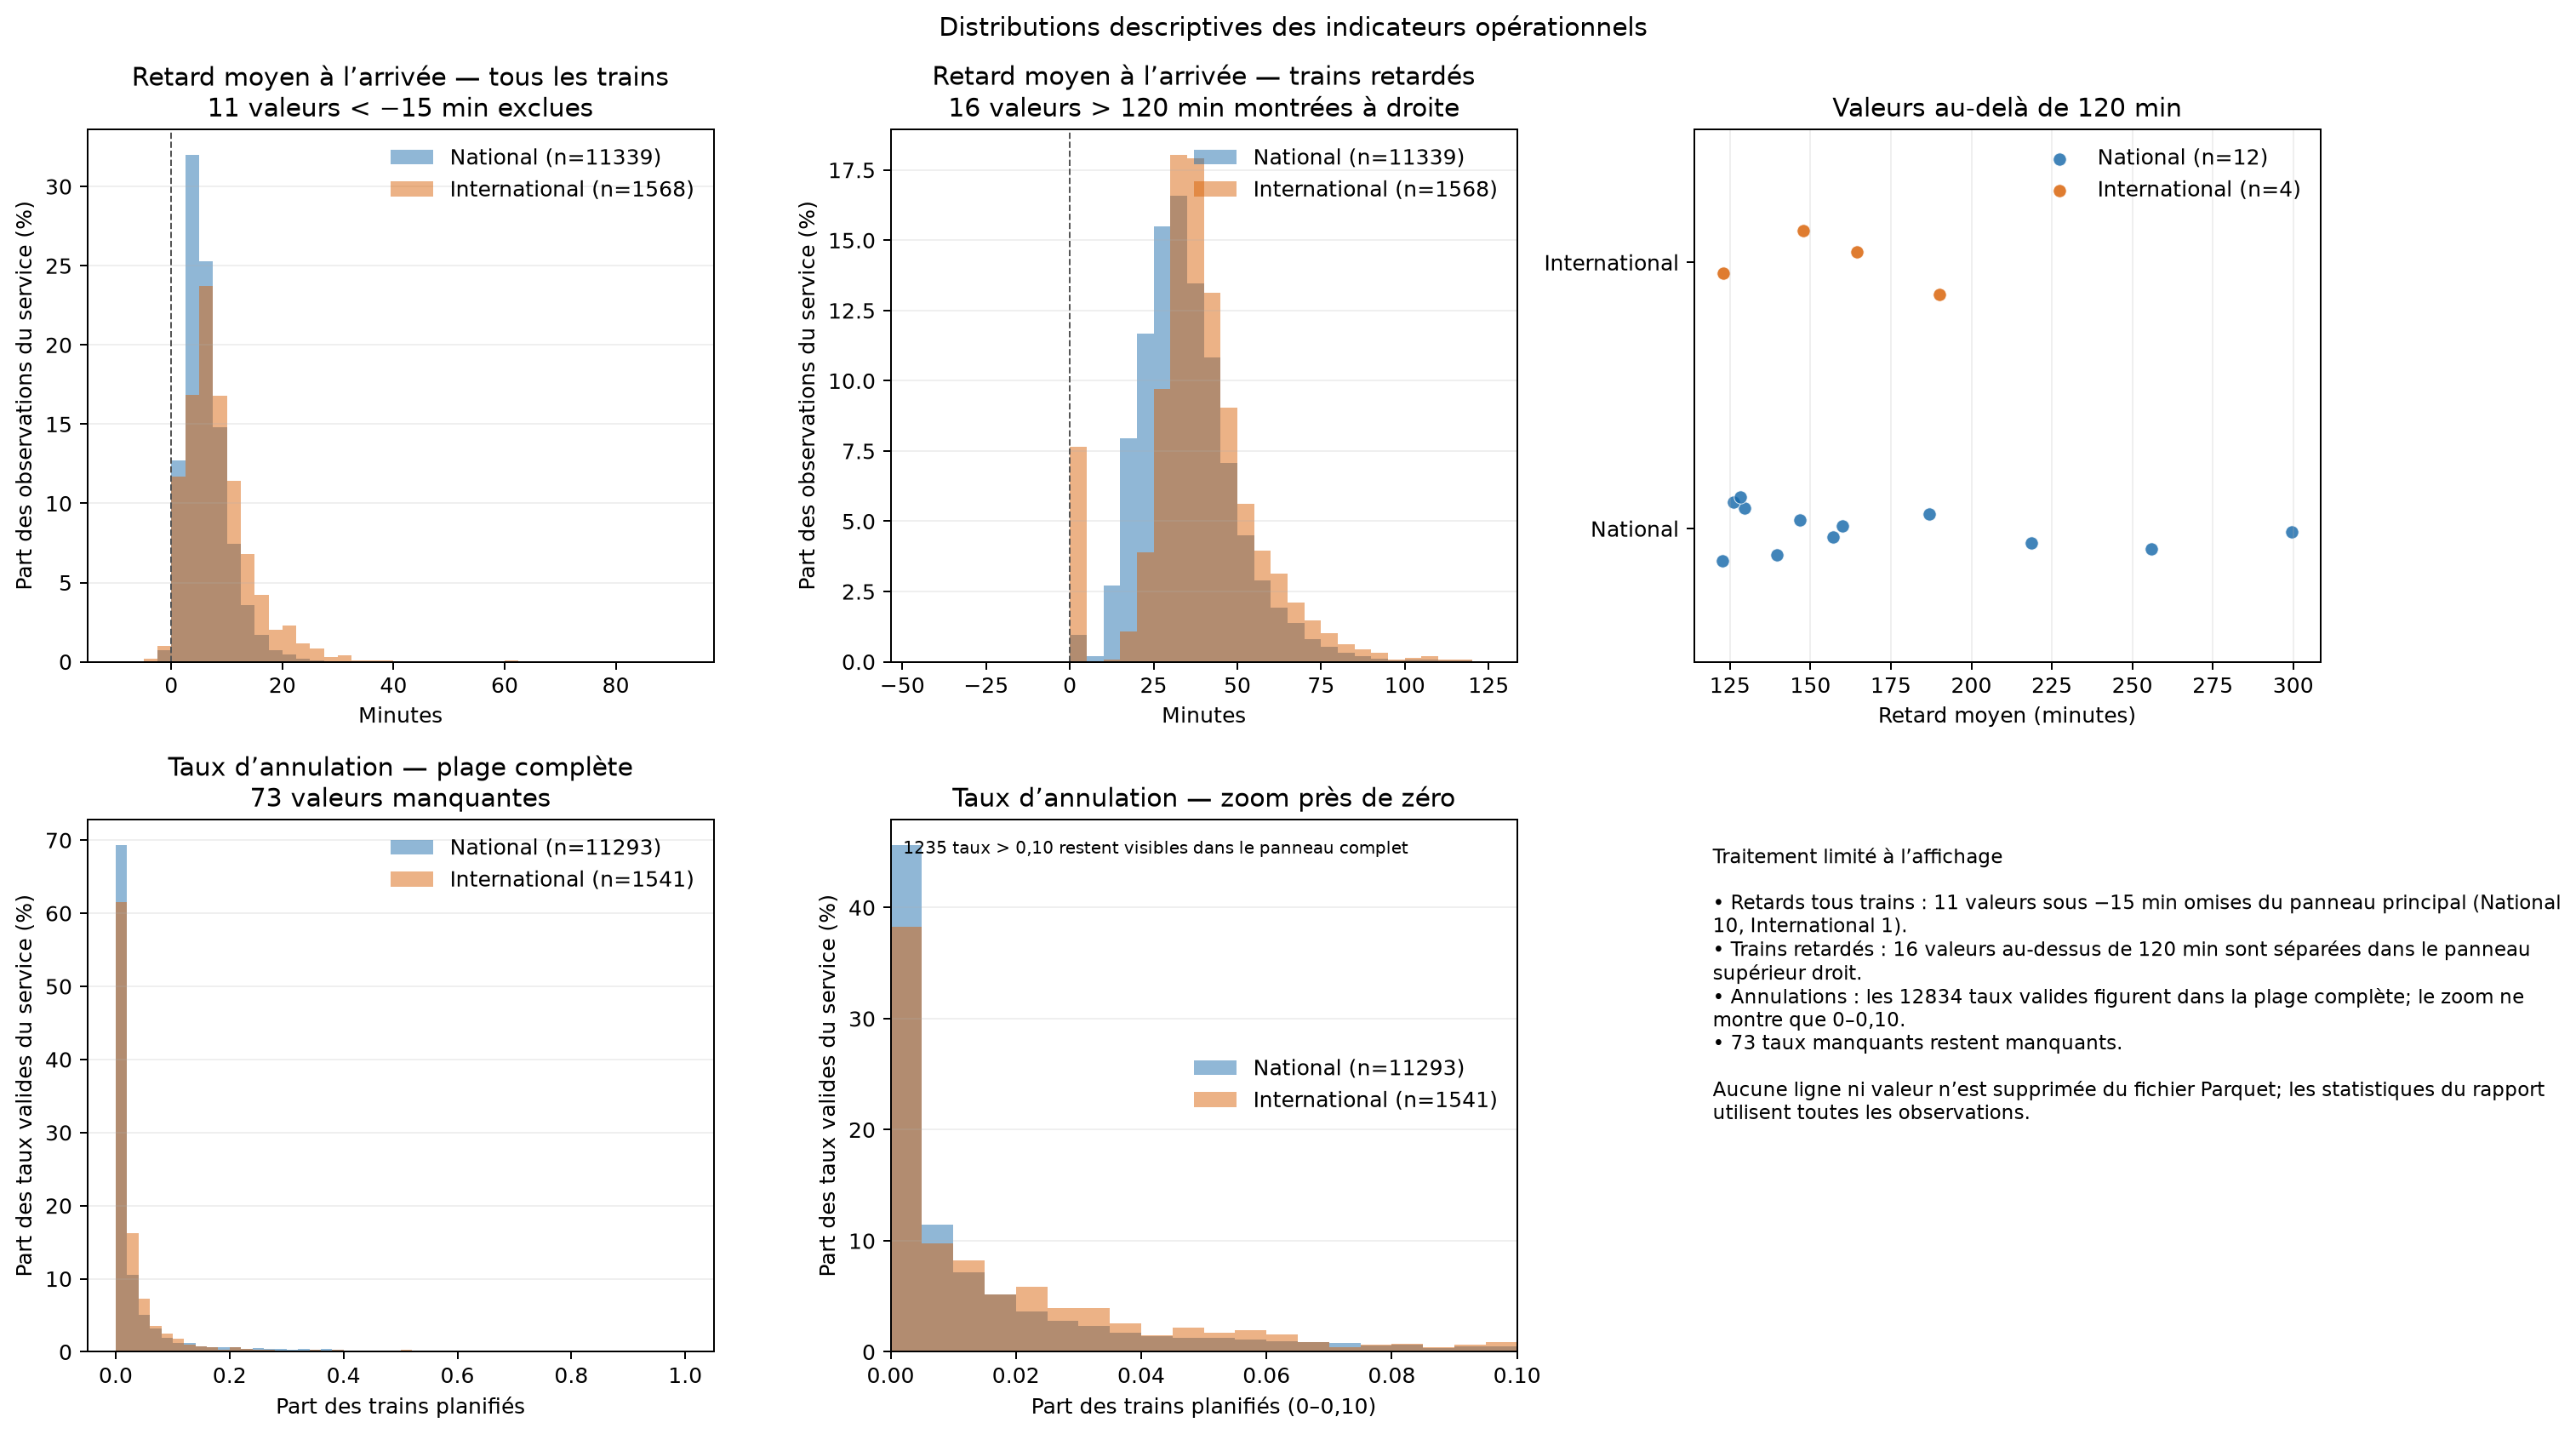 Distributions descriptives des indicateurs opérationnels
Retard moyen à l’arrivée — tous les trains
11 valeurs < −15 min exclues
National (n=11339)
International (n=1568)
Part des observations du service (%)
30
25
20
15
10
5
0
0
20
40
60
80
Minutes
Retard moyen à l’arrivée — trains retardés
16 valeurs > 120 min montrées à droite
National (n=11339)
International (n=1568)
Part des observations du service (%)
17.5
15.0
12.5
10.0
7.5
5.0
2.5
0.0
−50
−25
0
25
50
75
100
125
Minutes
Valeurs au-delà de 120 min
National (n=12)
International (n=4)
International
National
125
150
175
200
225
250
275
300
Retard moyen (minutes)
Taux d’annulation — plage complète
73 valeurs manquantes
National (n=11293)
International (n=1541)
Part des taux valides du service (%)
70
60
50
40
30
20
10
0
0.0
0.2
0.4
0.6
0.8
1.0
Part des trains planifiés
Taux d’annulation — zoom près de zéro
1235 taux > 0,10 restent visibles dans le panneau complet
National (n=11293)
International (n=1541)
Part des taux valides du service (%)
40
30
20
10
0
0.00
0.02
0.04
0.06
0.08
0.10
Part des trains planifiés (0–0,10)
Traitement limité à l’affichage
• Retards tous trains : 11 valeurs sous −15 min omises du panneau principal (National
10, International 1).
• Trains retardés : 16 valeurs au-dessus de 120 min sont séparées dans le panneau
supérieur droit.
• Annulations : les 12834 taux valides figurent dans la plage complète; le zoom ne
montre que 0–0,10.
• 73 taux manquants restent manquants.
Aucune ligne ni valeur n’est supprimée du fichier Parquet; les statistiques du rapport
utilisent toutes les observations.